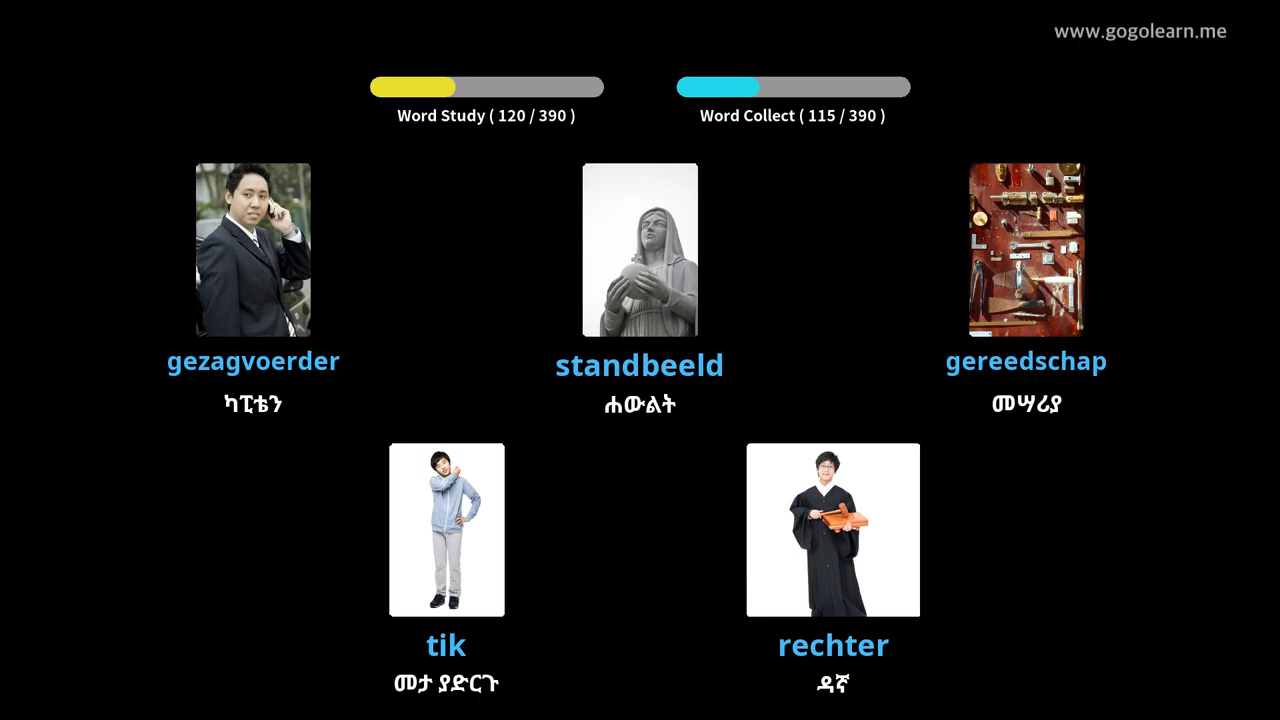 www.gogolearn.me
Word Study ( 120 / 390 )
Word Collect ( 115 / 390 )
gezagvoerder
ካፒቴን
standbeeld
ሐውልት
gereedschap
መሣሪያ
tik
መታ ያድርጉ
rechter
ዳኛ